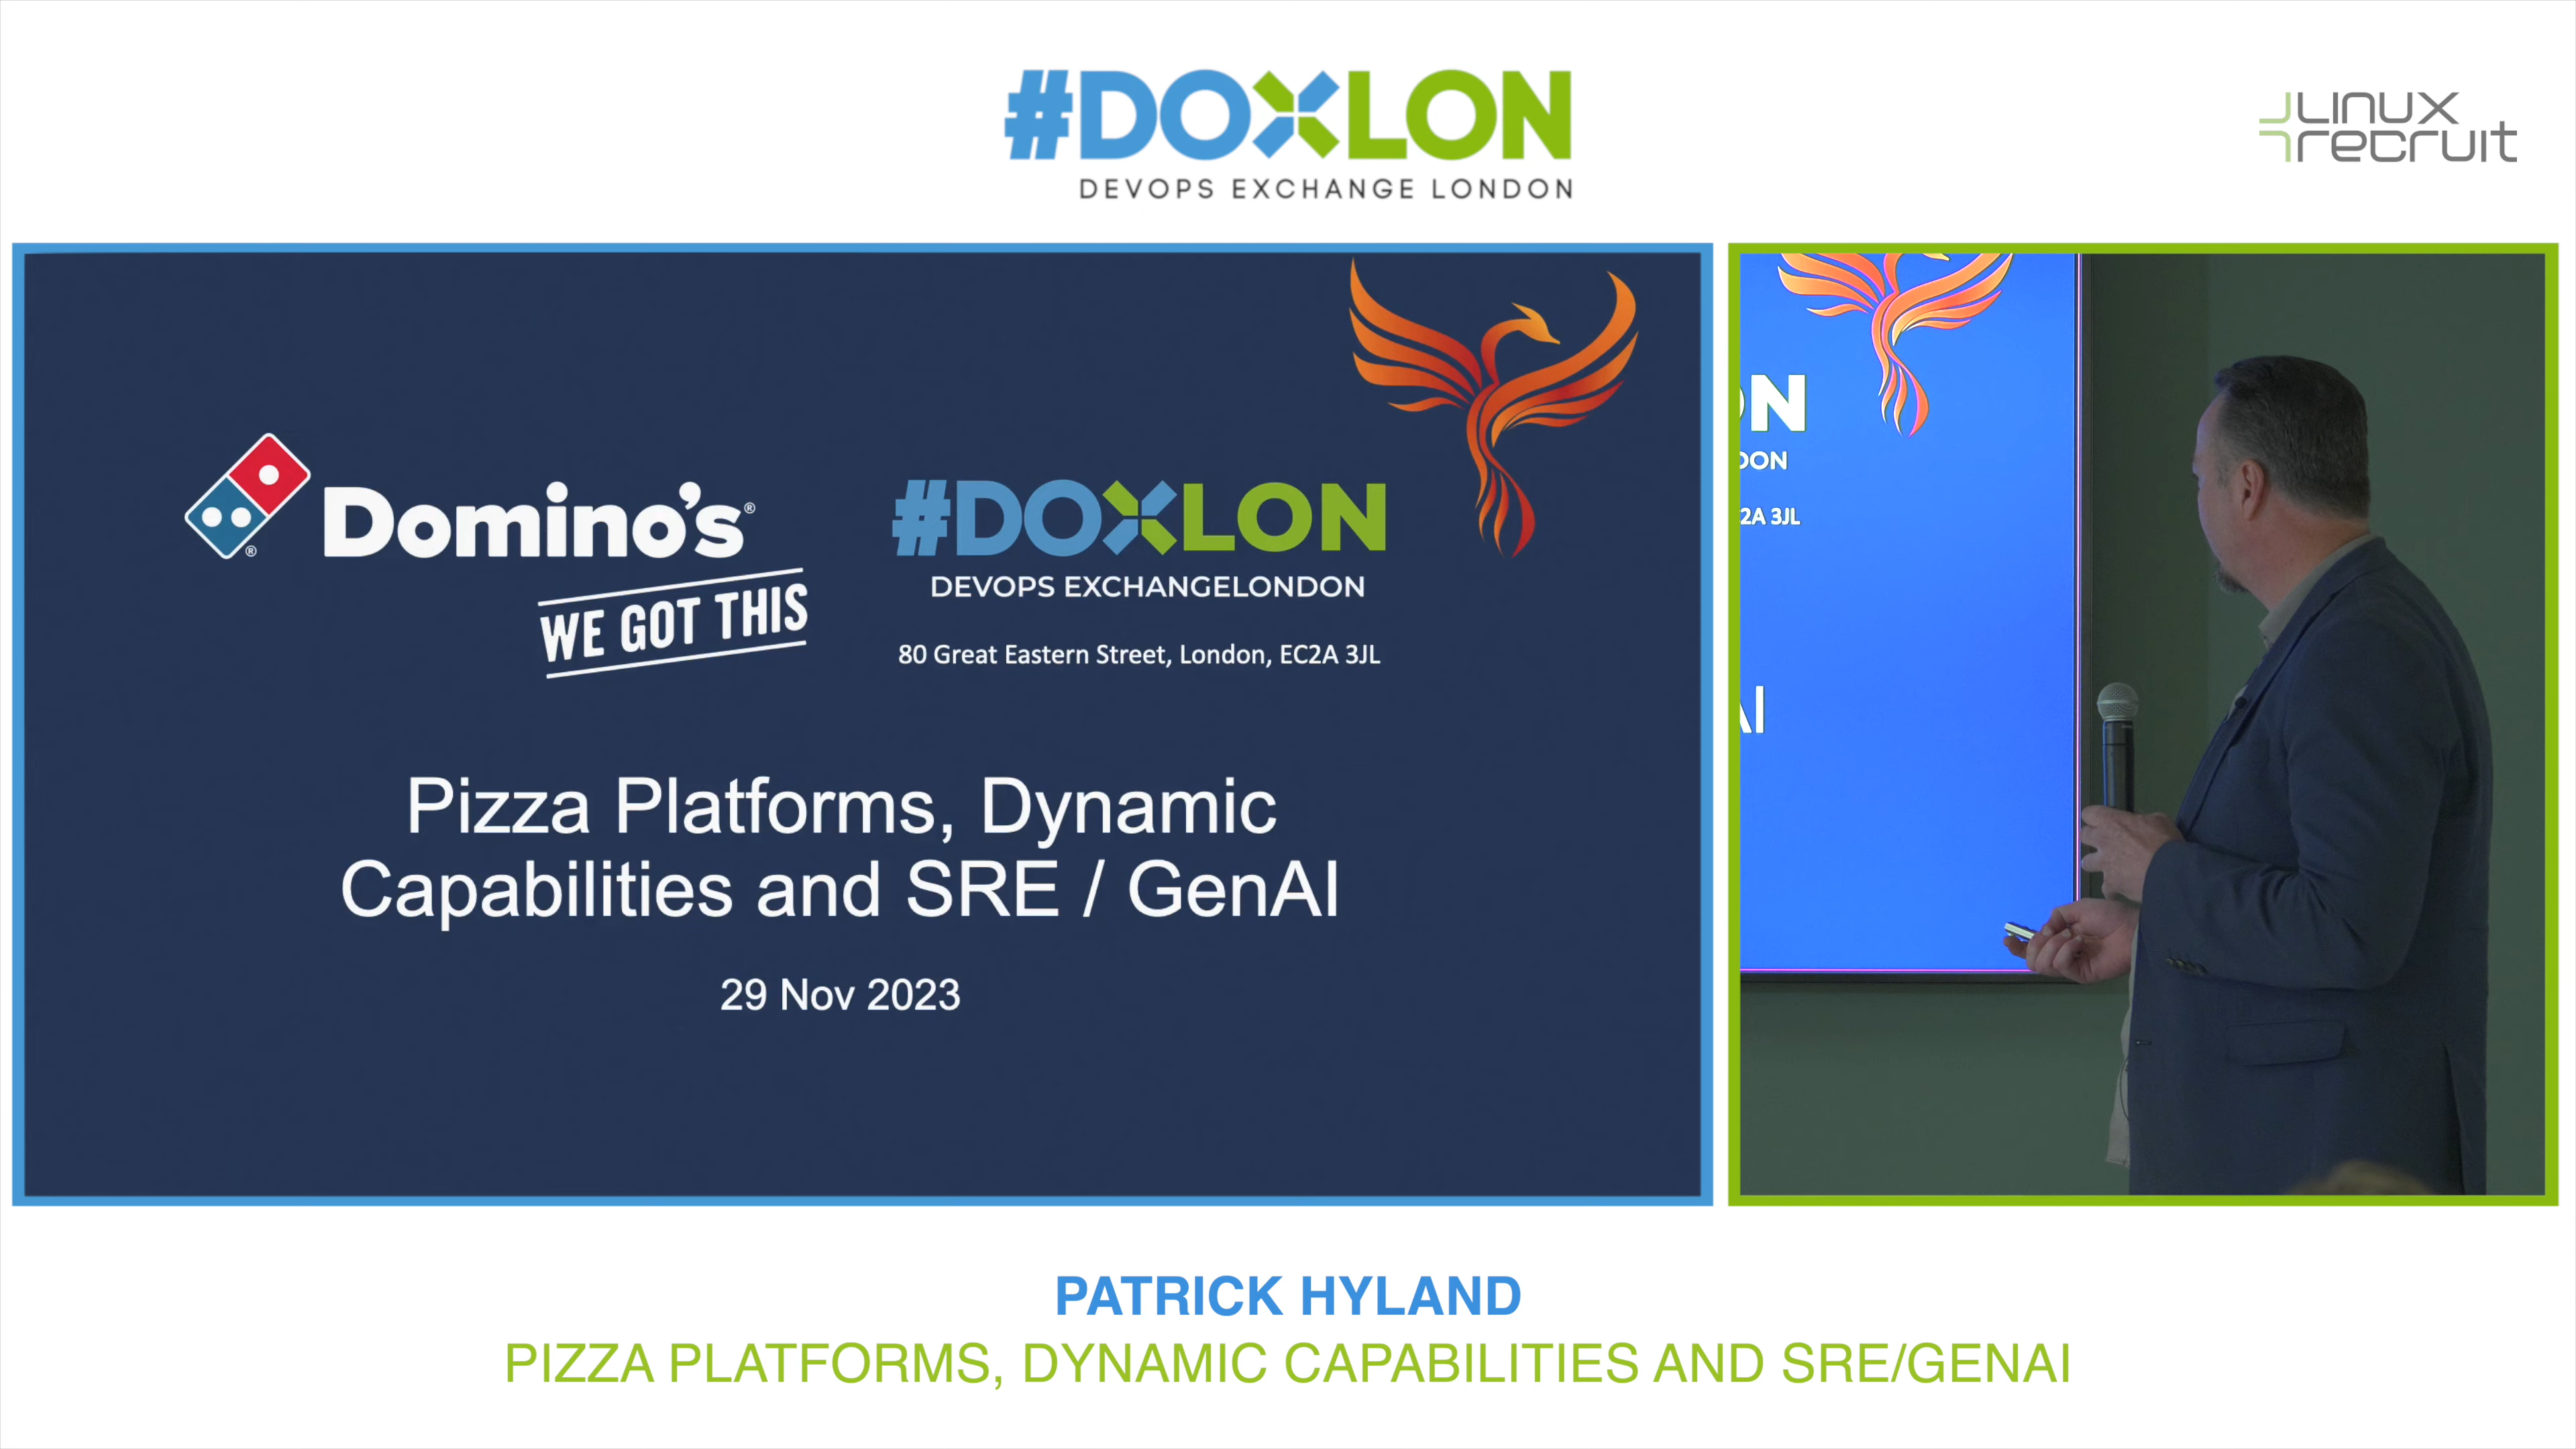 #DOXLON
DEVOPS EXCHANGE LONDON
LINUX
recruit
Domino's®
®
WE GOT THIS
#DOXLON
DEVOPS EXCHANGELONDON
80 Great Eastern Street, London, EC2A 3JL
Pizza Platforms, Dynamic
Capabilities and SRE / GenAI
29 Nov 2023
ON
DON
2A 3JL
AI
PATRICK HYLAND
PIZZA PLATFORMS, DYNAMIC CAPABILITIES AND SRE/GENAI